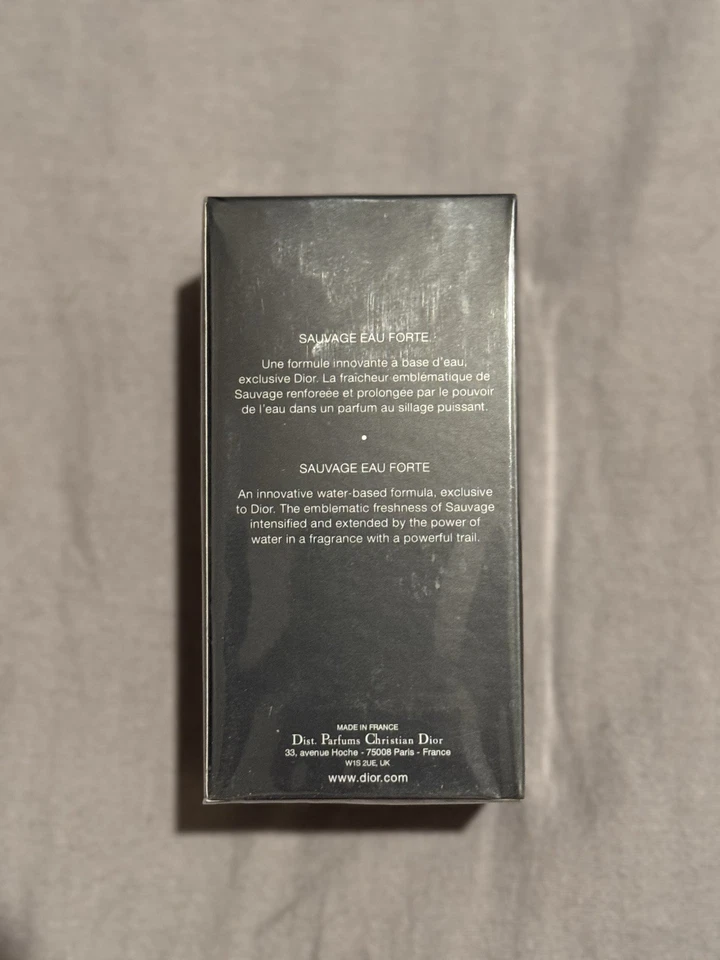 SAUVAGE EAU FORTE
Une formule innovante à base d'eau,
exclusive Dior. La fraîcheur emblématique de
Sauvage renforcée et prolongée par le pouvoir
de l'eau dans un parfum au sillage puissant.
•
SAUVAGE EAU FORTE
An innovative water-based formula, exclusive
to Dior. The emblematic freshness of Sauvage
intensified and extended by the power of
water in a fragrance with a powerful trail.
MADE IN FRANCE
Dist. Parfums Christian Dior
33, avenue Hoche - 75008 Paris - France
W1S 2UE, UK
www.dior.com